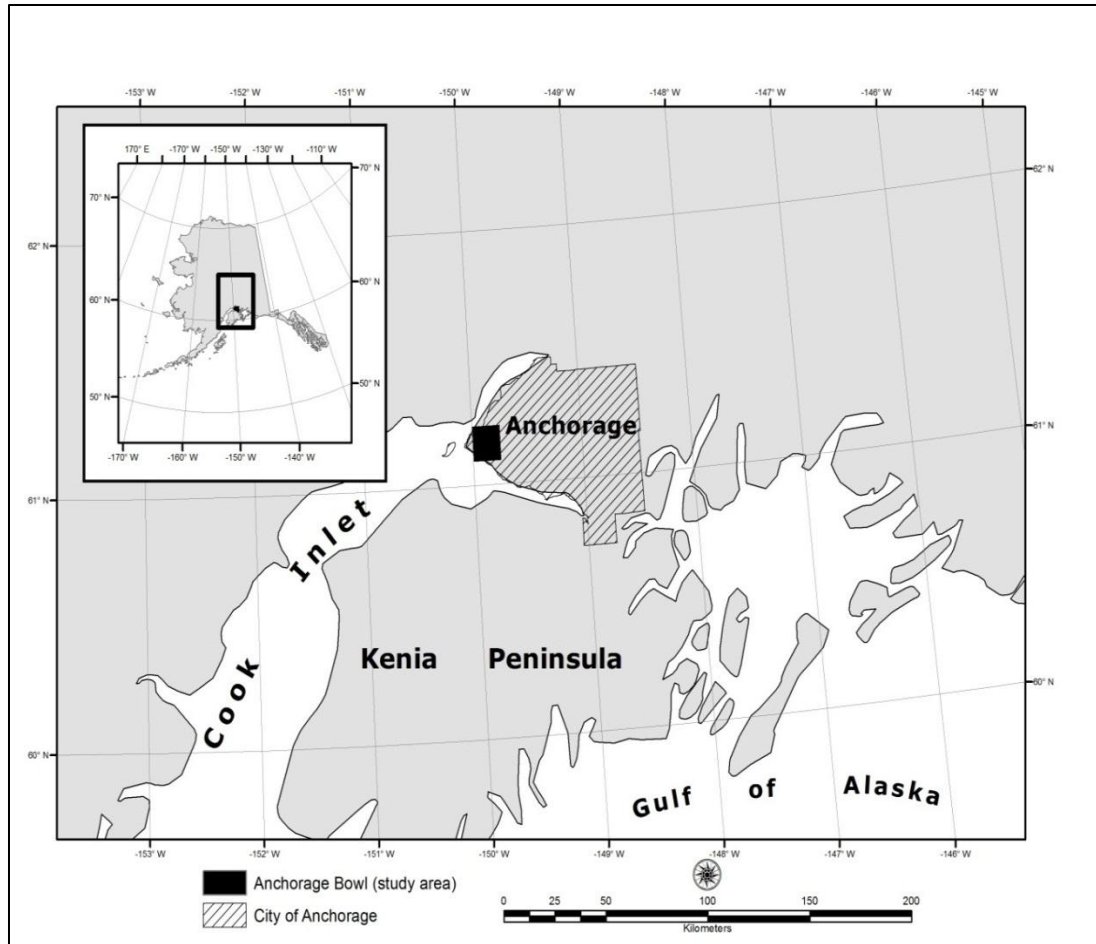 -153° W -152° W -151° W -150° W -149° W -148° W -147° W -146° W -145° W
170° E -170° W -150° W -130° W -110° W
70° N 70° N
60° N 60° N
50° N 50° N
-170° W -160° W -150° W -140° W
62° N 62° N
61° N 61° N
60° N 60° N
Anchorage
Cook Inlet
Kenia Peninsula
Gulf of Alaska
-153° W -152° W -151° W -150° W -149° W -148° W -147° W -146° W
Anchorage Bowl (study area)
City of Anchorage
0 25 50 100 150 200
Kilometers